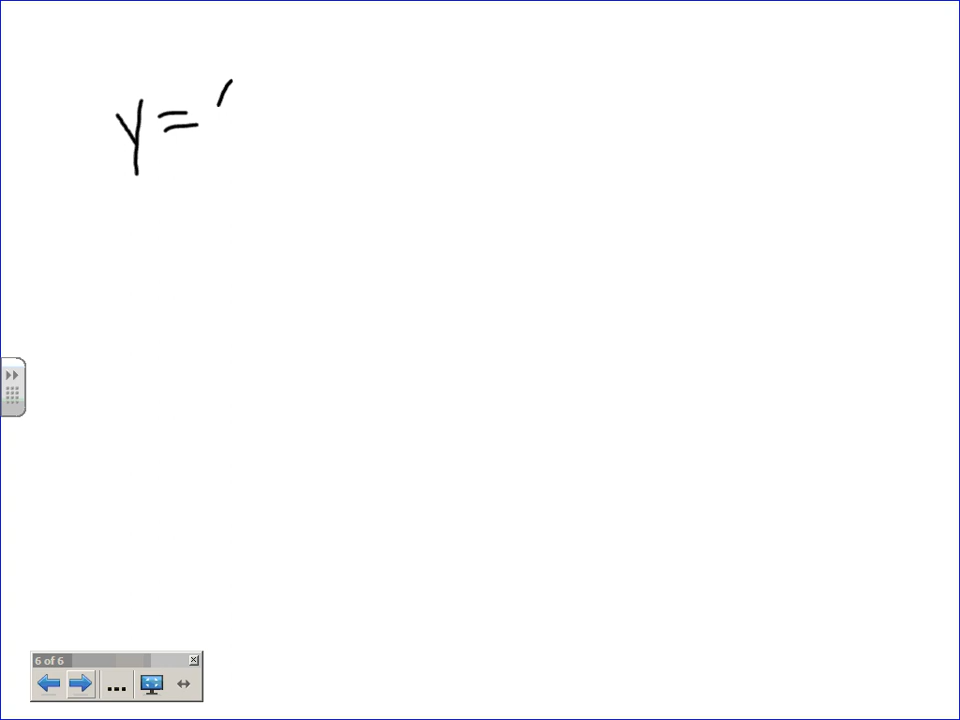 y =
6 of 6
...